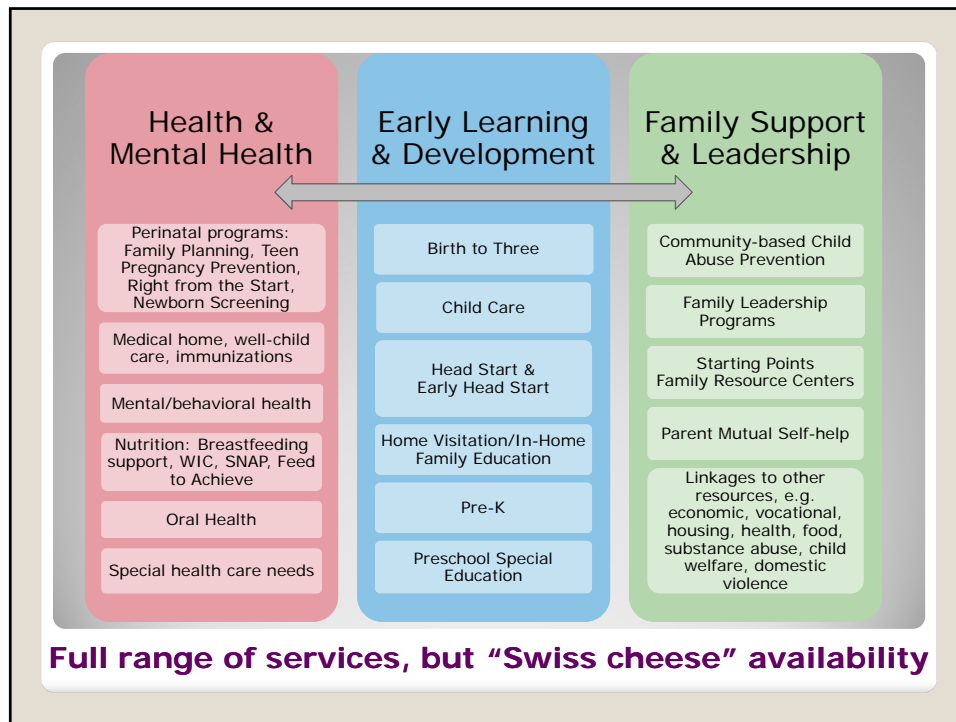 Health &
Mental Health
Perinatal programs:
Family Planning, Teen
Pregnancy Prevention,
Right from the Start,
Newborn Screening
Medical home, well-child
care, immunizations
Mental/behavioral health
Nutrition: Breastfeeding
support, WIC, SNAP, Feed
to Achieve
Oral Health
Special health care needs
Early Learning
& Development
Birth to Three
Child Care
Head Start &
Early Head Start
Home Visitation/In-Home
Family Education
Pre-K
Preschool Special
Education
Family Support
& Leadership
Community-based Child
Abuse Prevention
Family Leadership
Programs
Starting Points
Family Resource Centers
Parent Mutual Self-help
Linkages to other
resources, e.g.
economic, vocational,
housing, health, food,
substance abuse, child
welfare, domestic
violence
Full range of services, but “Swiss cheese” availability